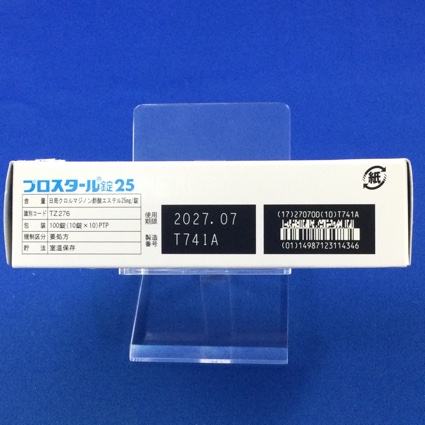 プロスタール®錠25
含量 日局クロルマジノン酢酸エステル25mg/錠
識別コード TZ276
包装 100錠(10錠×10)PTP
規制区分 要処方
貯法 室温保存
使用期限 2027.07
製造番号 T741A
紙
(17)270700(10)T741A
(01)14987123114346